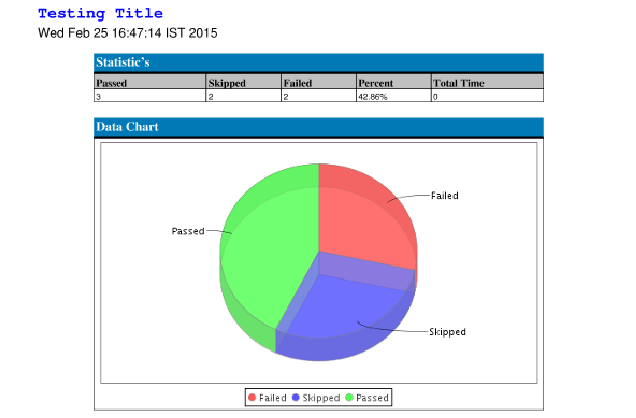 Testing Title
Wed Feb 25 16:47:14 IST 2015
Statistic's
Passed Skipped Failed Percent Total Time
3 2 2 42.86% 0
Data Chart
Failed
Passed
Skipped
Failed Skipped Passed